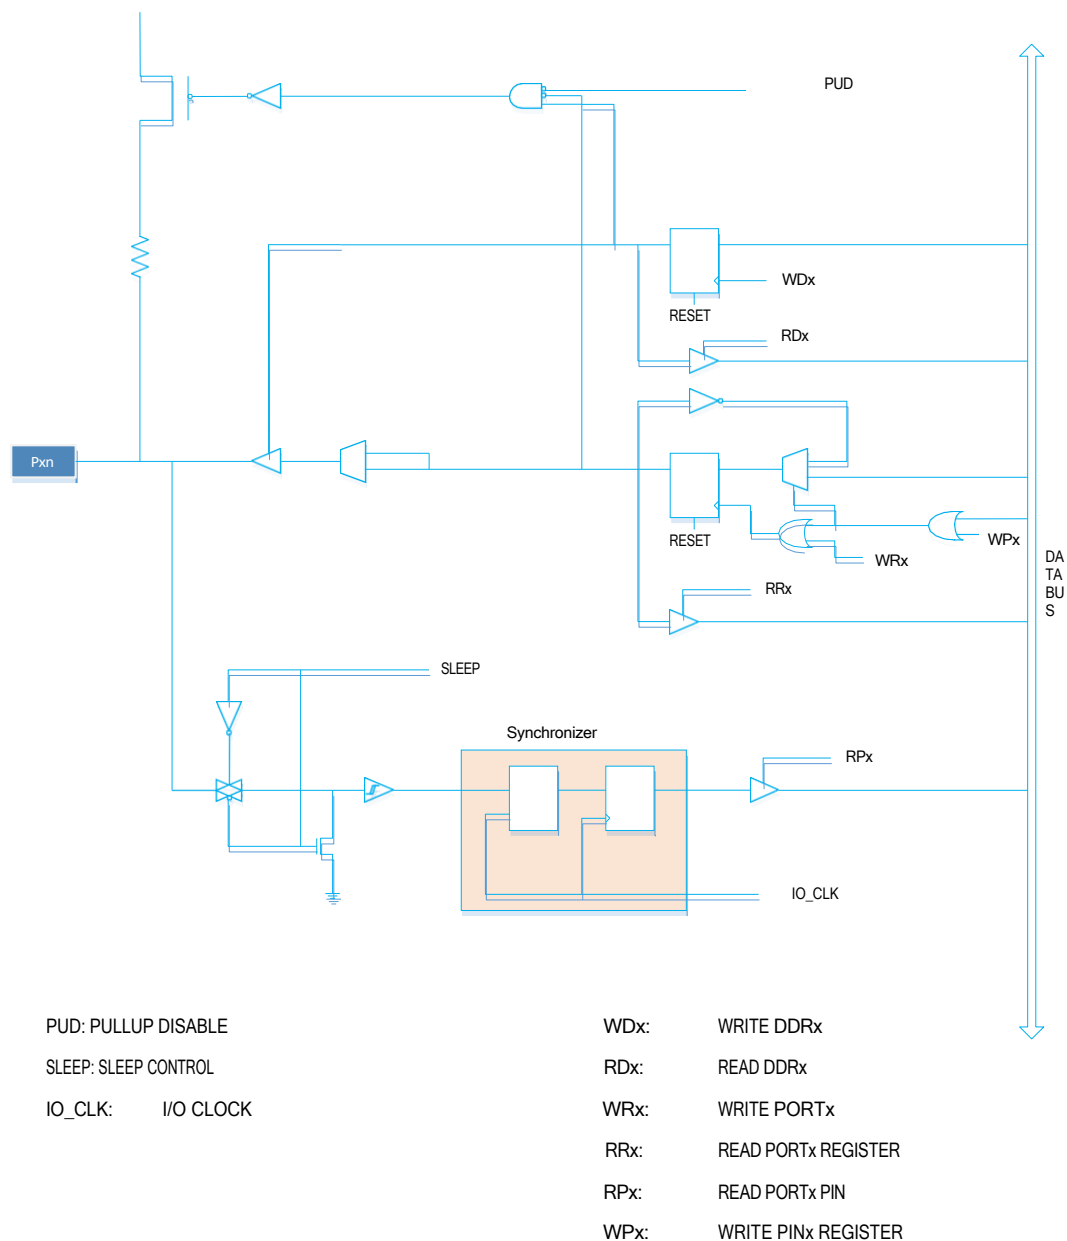 PUD
WDx
RESET
RDx
Pxn
RESET
WPx
WRx
DA
TA
BU
S
RRx
SLEEP
Synchronizer
RPx
IO_CLK
PUD: PULLUP DISABLE
SLEEP: SLEEP CONTROL
IO_CLK: I/O CLOCK
WDx: WRITE DDRx
RDx: READ DDRx
WRx: WRITE PORTx
RRx: READ PORTx REGISTER
RPx: READ PORTx PIN
WPx: WRITE PINx REGISTER